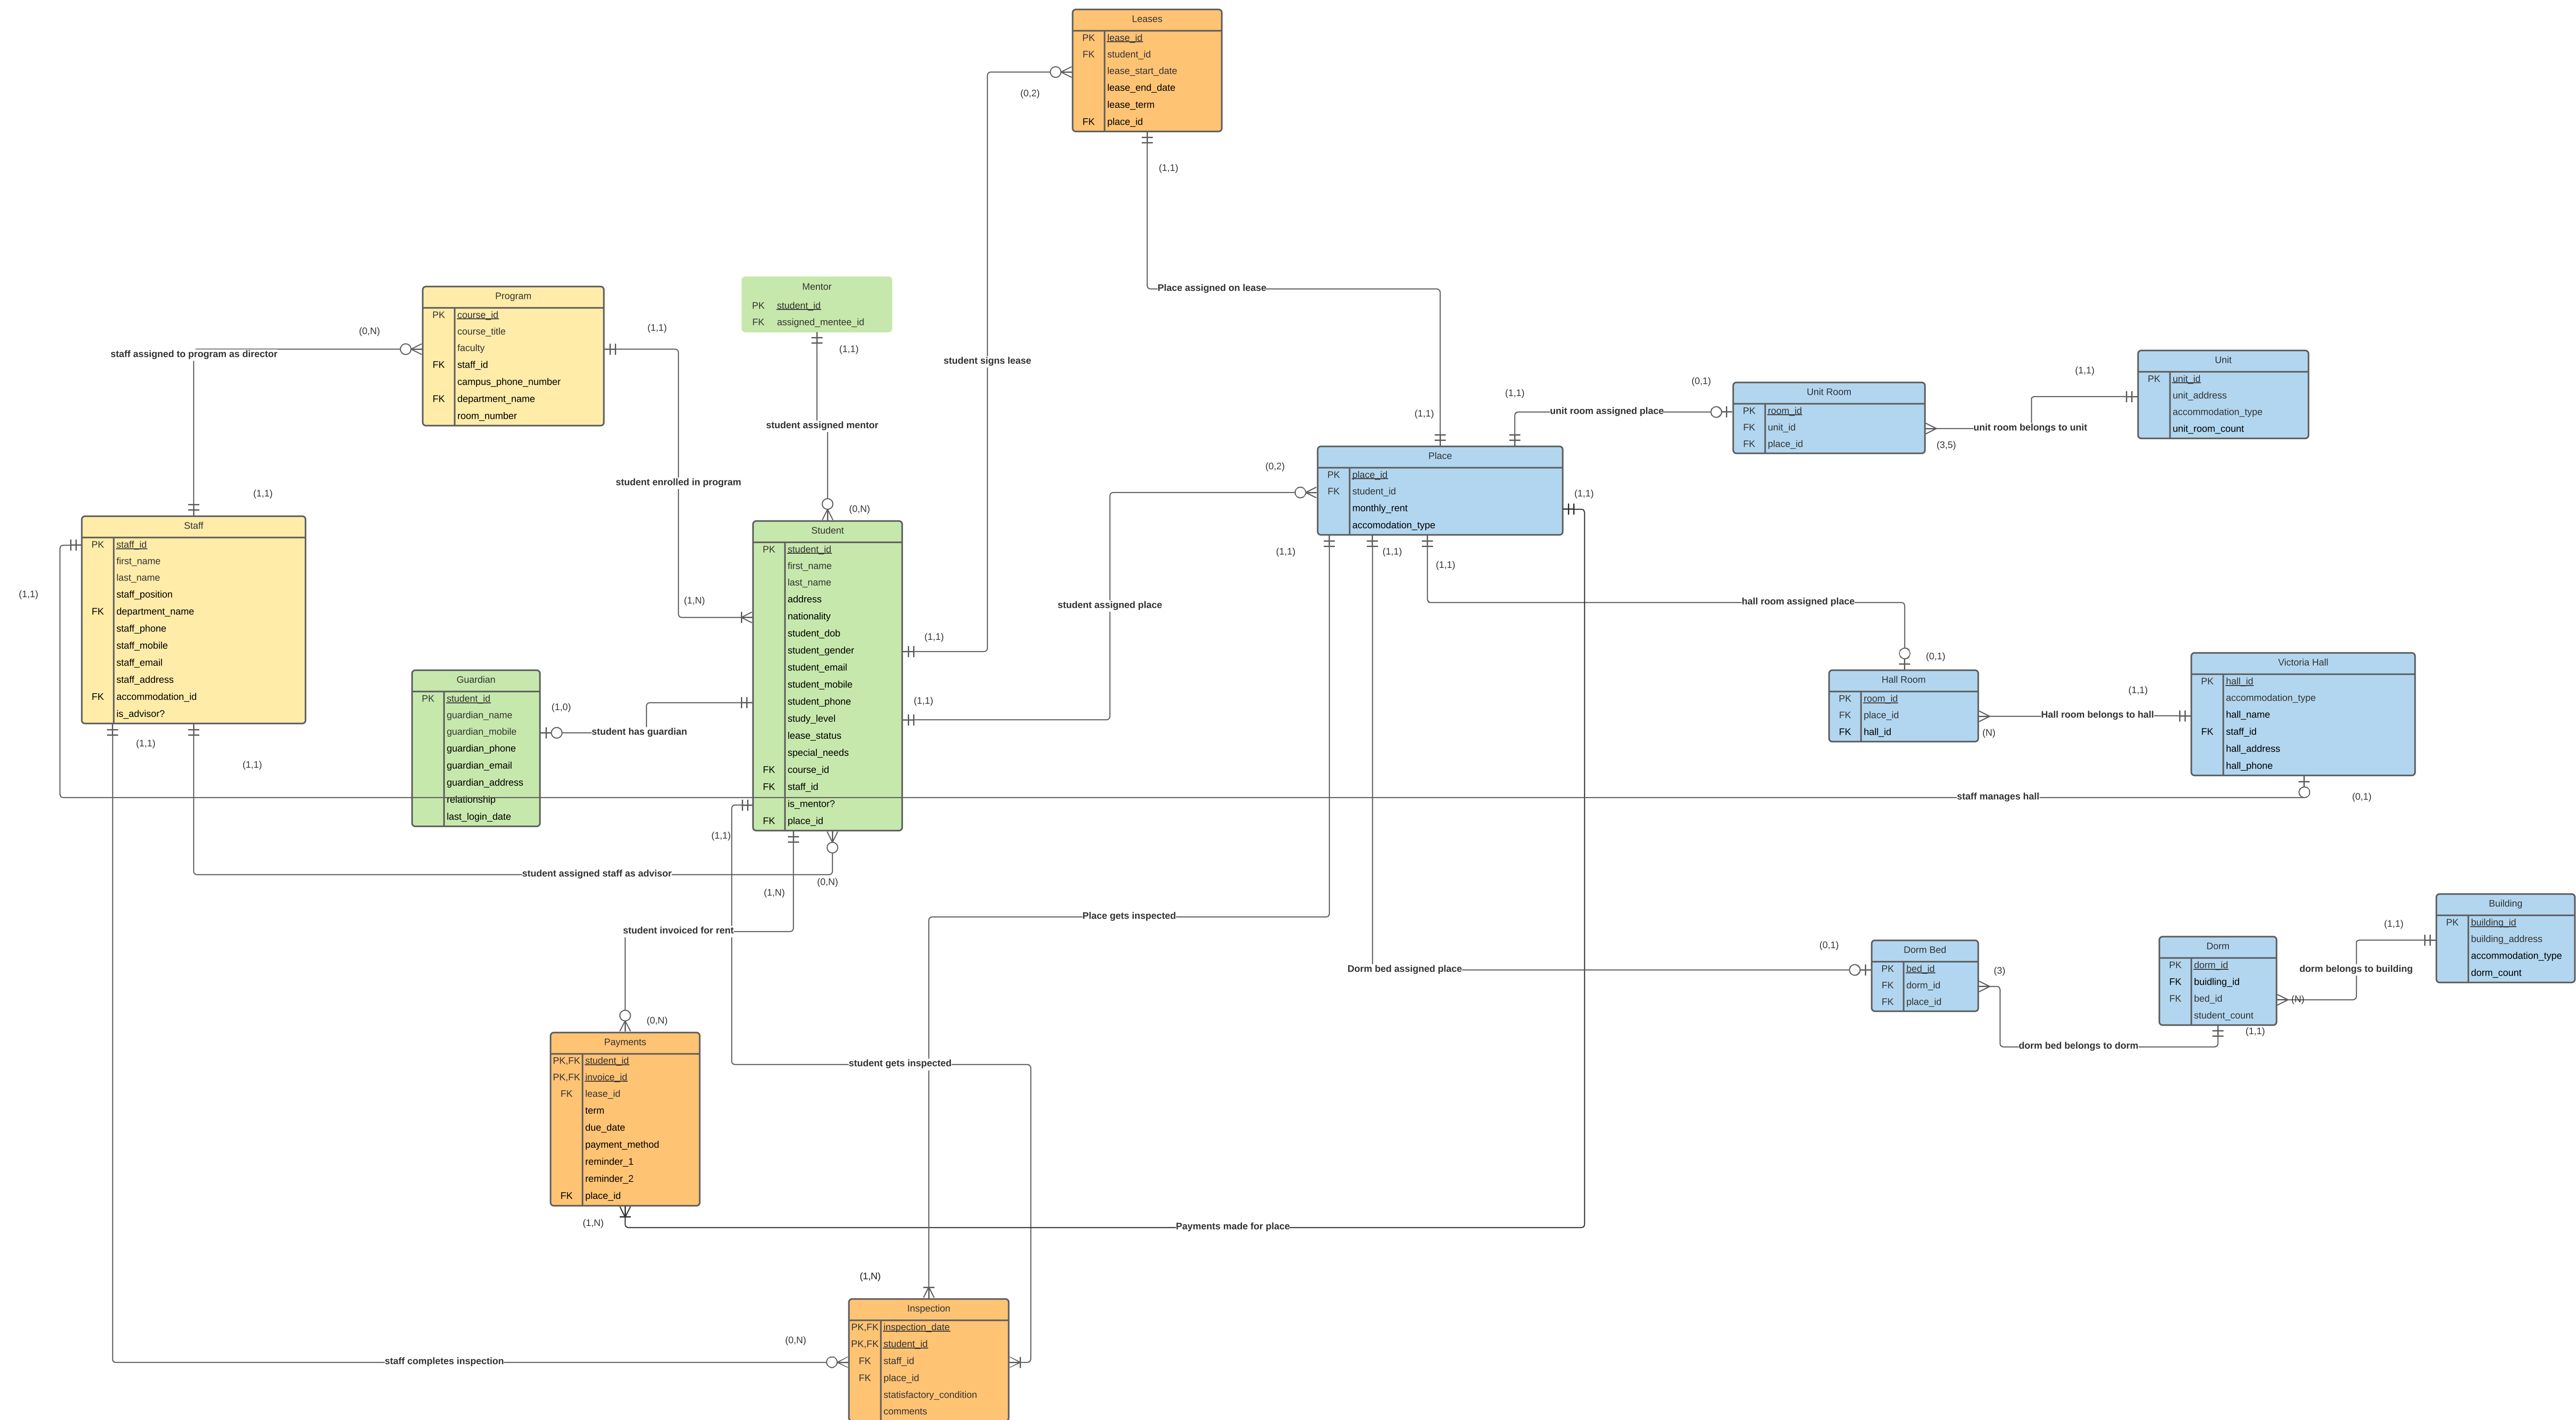 Leases
PK lease_id
FK student_id
lease_start_date
lease_end_date
lease_term
FK place_id
(0,2)
(1,1)
Place assigned on lease
student signs lease
Program
PK course_id
course_title
faculty
FK staff_id
campus_phone_number
FK department_name
room_number
(0,N)
(1,1)
staff assigned to program as director
Mentor
PK student_id
FK assigned_mentee_id
(1,1)
student assigned mentor
(0,N)
student enrolled in program
(1,N)
(1,1)
Staff
PK staff_id
first_name
last_name
staff_position
FK department_name
staff_phone
staff_mobile
staff_email
staff_address
FK accommodation_id
is_advisor?
(1,1)
(1,1)
(1,1)
Guardian
PK student_id
guardian_name
guardian_mobile
guardian_phone
guardian_email
guardian_address
relationship
last_login_date
(1,0)
student has guardian
Student
PK student_id
first_name
last_name
address
nationality
student_dob
student_gender
student_email
student_mobile
student_phone
study_level
lease_status
special_needs
FK course_id
FK staff_id
is_mentor?
FK place_id
(1,1)
(1,1)
(1,1)
(1,N)
(0,N)
student assigned staff as advisor
student invoiced for rent
student assigned place
(0,2)
(1,1)
(1,1)
Place
PK place_id
FK student_id
monthly_rent
accomodation_type
(1,1)
(1,1)
(1,1)
(1,1)
unit room assigned place
(0,1)
Unit Room
PK room_id
FK unit_id
FK place_id
(3,5)
unit room belongs to unit
(1,1)
Unit
PK unit_id
unit_address
accommodation_type
unit_room_count
hall room assigned place
(0,1)
Hall Room
PK room_id
FK place_id
FK hall_id
(N)
Hall room belongs to hall
(1,1)
Victoria Hall
PK hall_id
accommodation_type
hall_name
FK staff_id
hall_address
hall_phone
staff manages hall
(0,1)
Place gets inspected
Dorm bed assigned place
(0,1)
Dorm Bed
PK bed_id
FK dorm_id
FK place_id
(3)
dorm bed belongs to dorm
Dorm
PK dorm_id
FK buidling_id
FK bed_id
student_count
(1,1)
(N)
dorm belongs to building
(1,1)
Building
PK building_id
building_address
accommodation_type
dorm_count
(0,N)
Payments
PK,FK student_id
PK,FK invoice_id
FK lease_id
term
due_date
payment_method
reminder_1
reminder_2
FK place_id
(1,N)
student gets inspected
Payments made for place
(1,N)
(0,N)
staff completes inspection
Inspection
PK,FK inspection_date
PK,FK student_id
FK staff_id
FK place_id
statisfactory_condition
comments